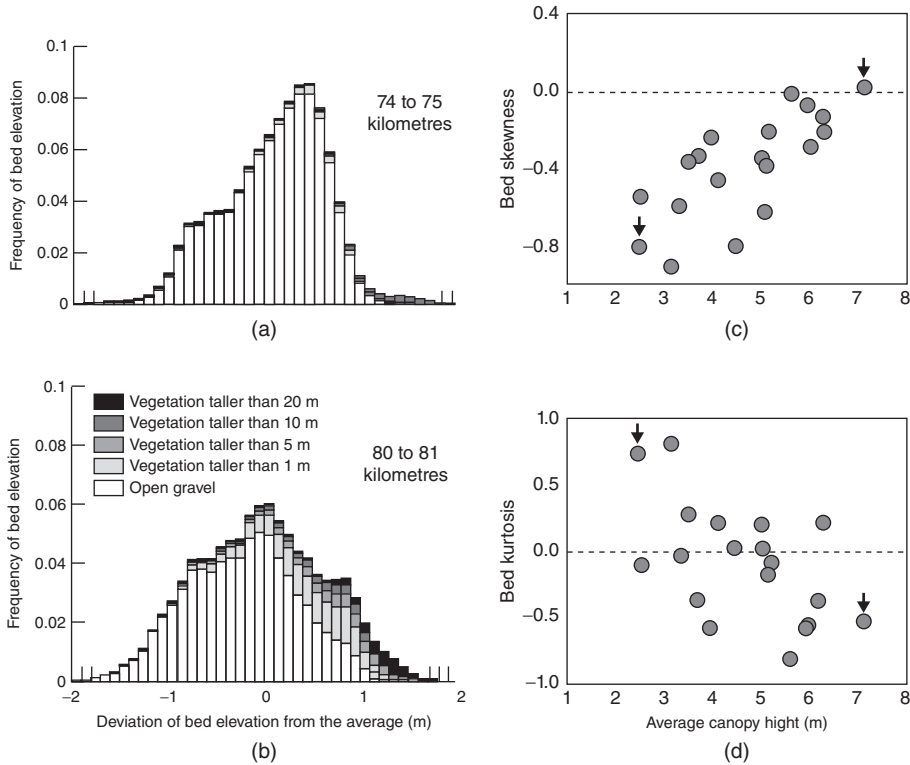 0.1
0.08
0.06
0.04
0.02
0
Frequency of bed elevation
74 to 75
kilometres
(a)
0.1
0.08
0.06
0.04
0.02
0
Frequency of bed elevation
Vegetation taller than 20 m
Vegetation taller than 10 m
Vegetation taller than 5 m
Vegetation taller than 1 m
Open gravel
80 to 81
kilometres
−2 −1 0 1 2
Deviation of bed elevation from the average (m)
(b)
0.4
0.0
−0.4
−0.8
Bed skewness
1 2 3 4 5 6 7 8
(c)
1.0
0.5
0.0
−0.5
−1.0
Bed kurtosis
1 2 3 4 5 6 7 8
Average canopy hight (m)
(d)